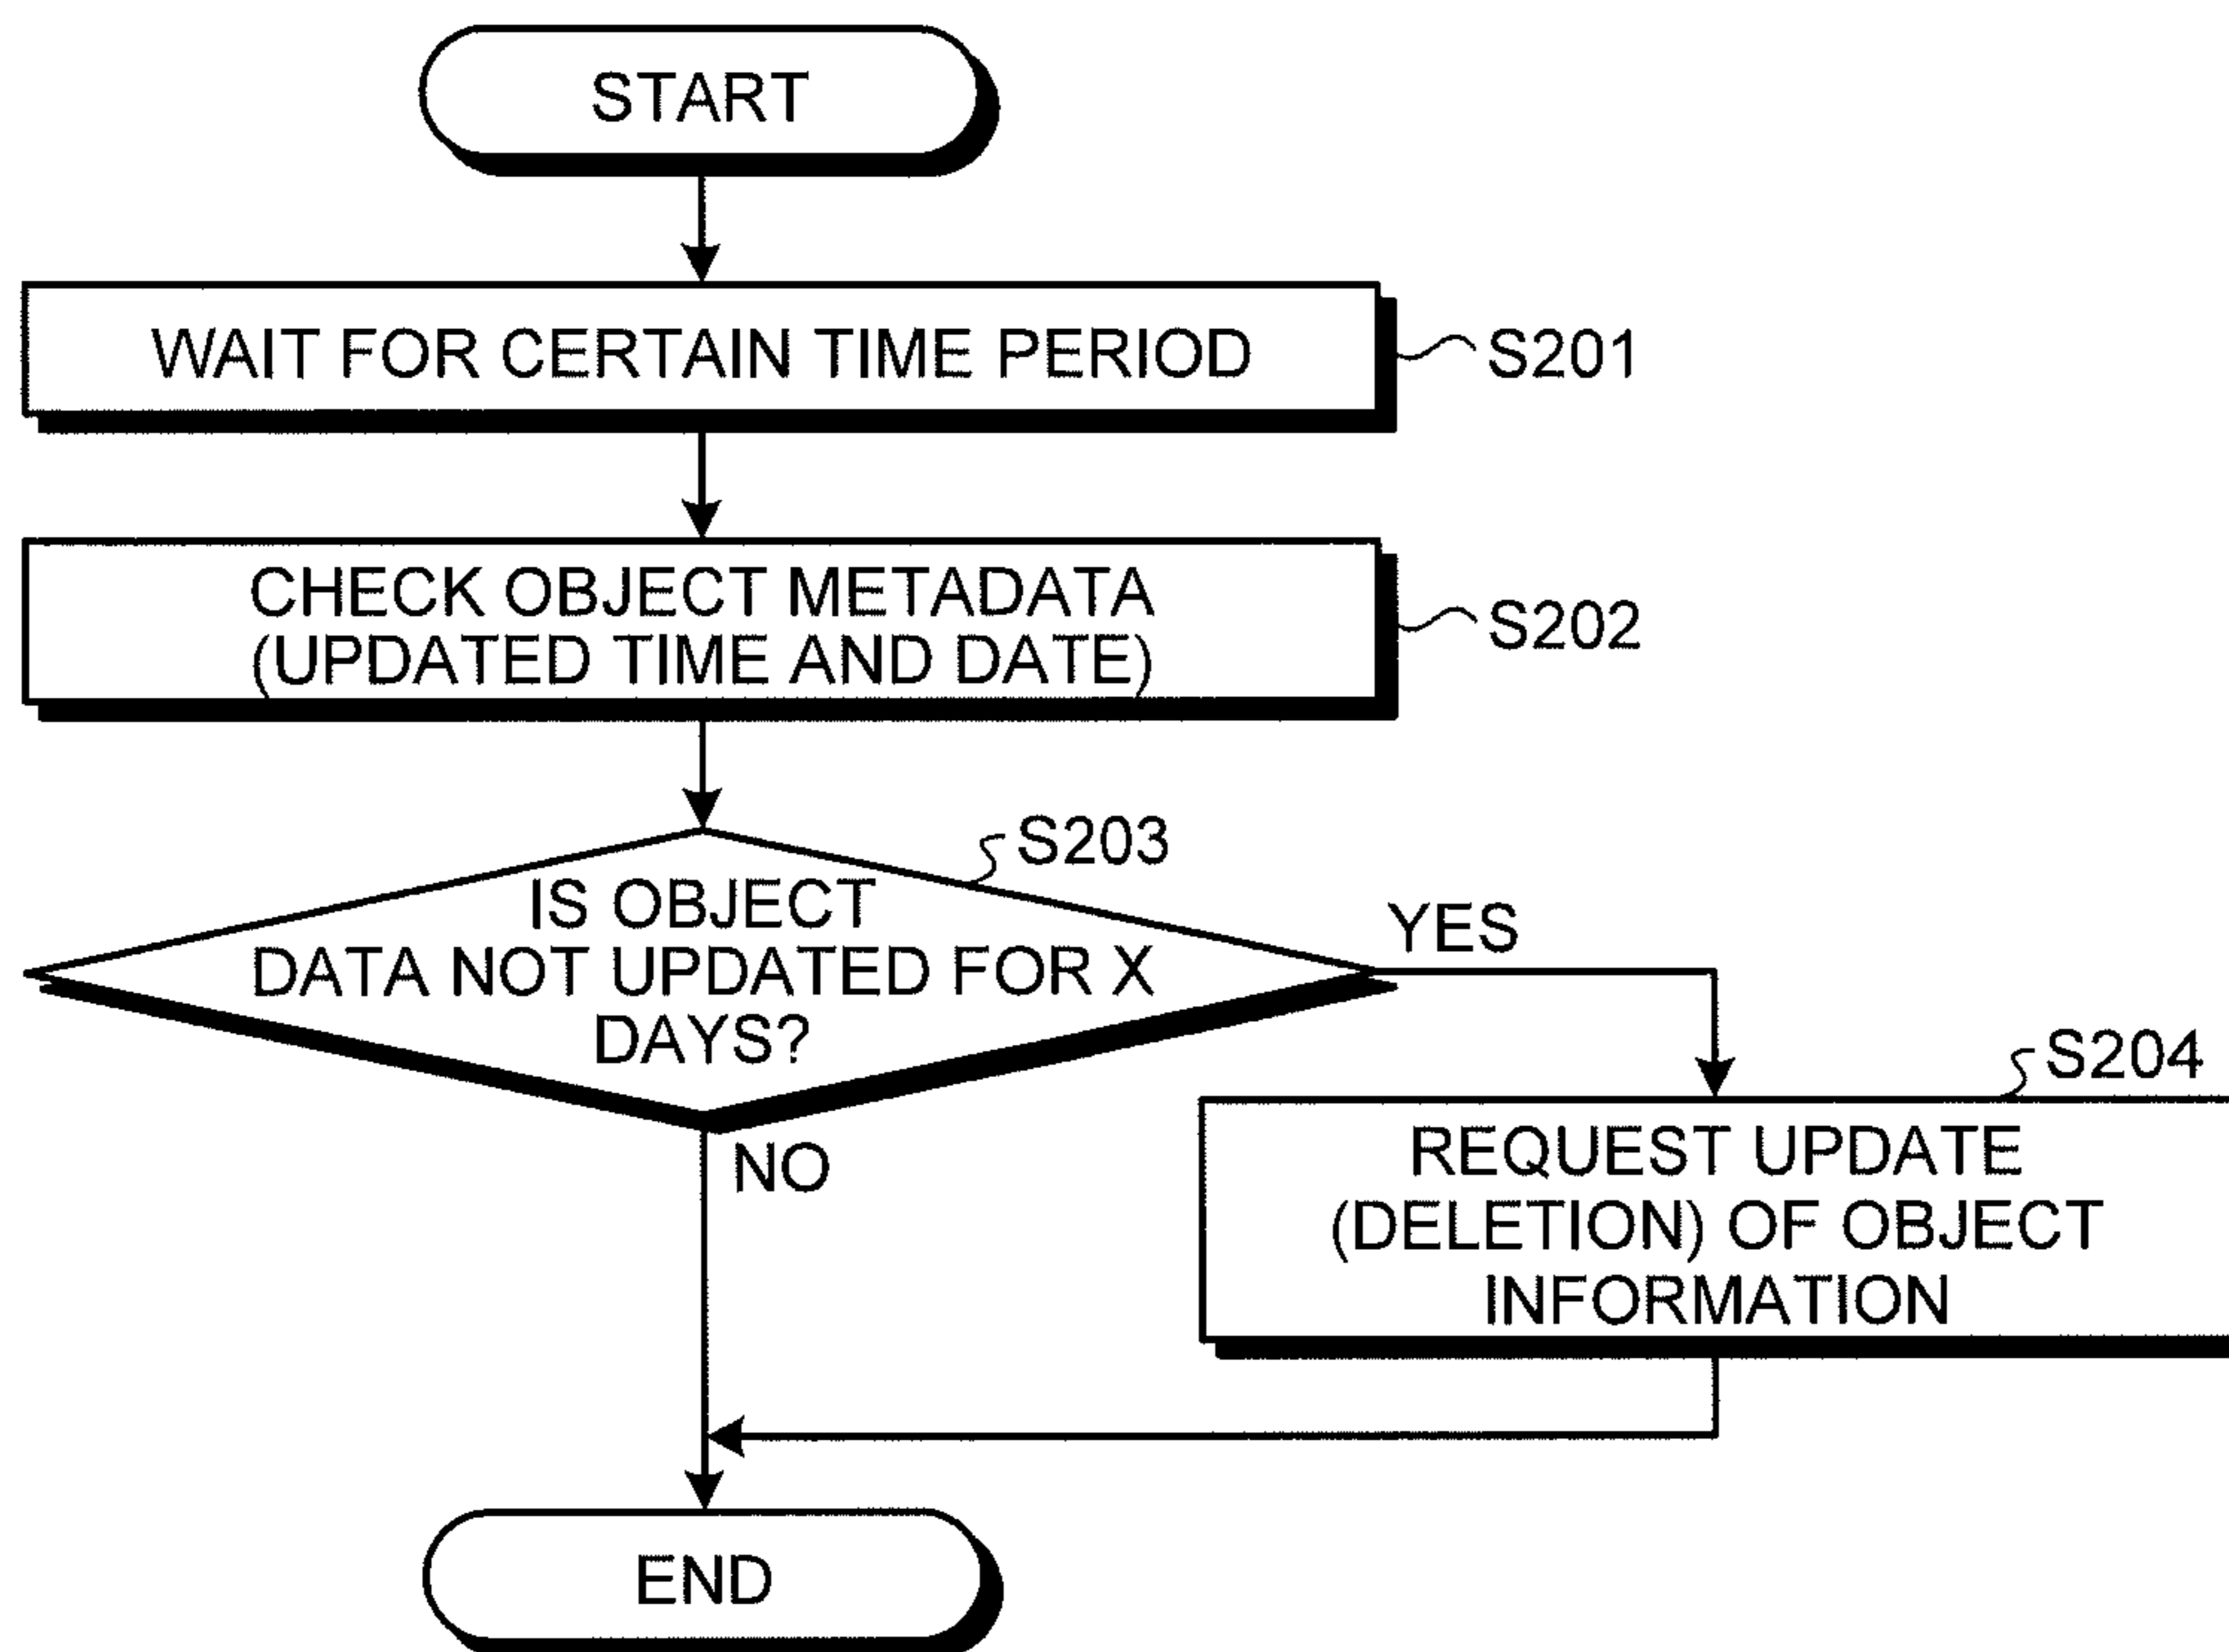 START
WAIT FOR CERTAIN TIME PERIOD
S201
CHECK OBJECT METADATA
(UPDATED TIME AND DATE)
S202
S203
IS OBJECT
DATA NOT UPDATED FOR X
DAYS?
YES
NO
S204
REQUEST UPDATE
(DELETION) OF OBJECT
INFORMATION
END